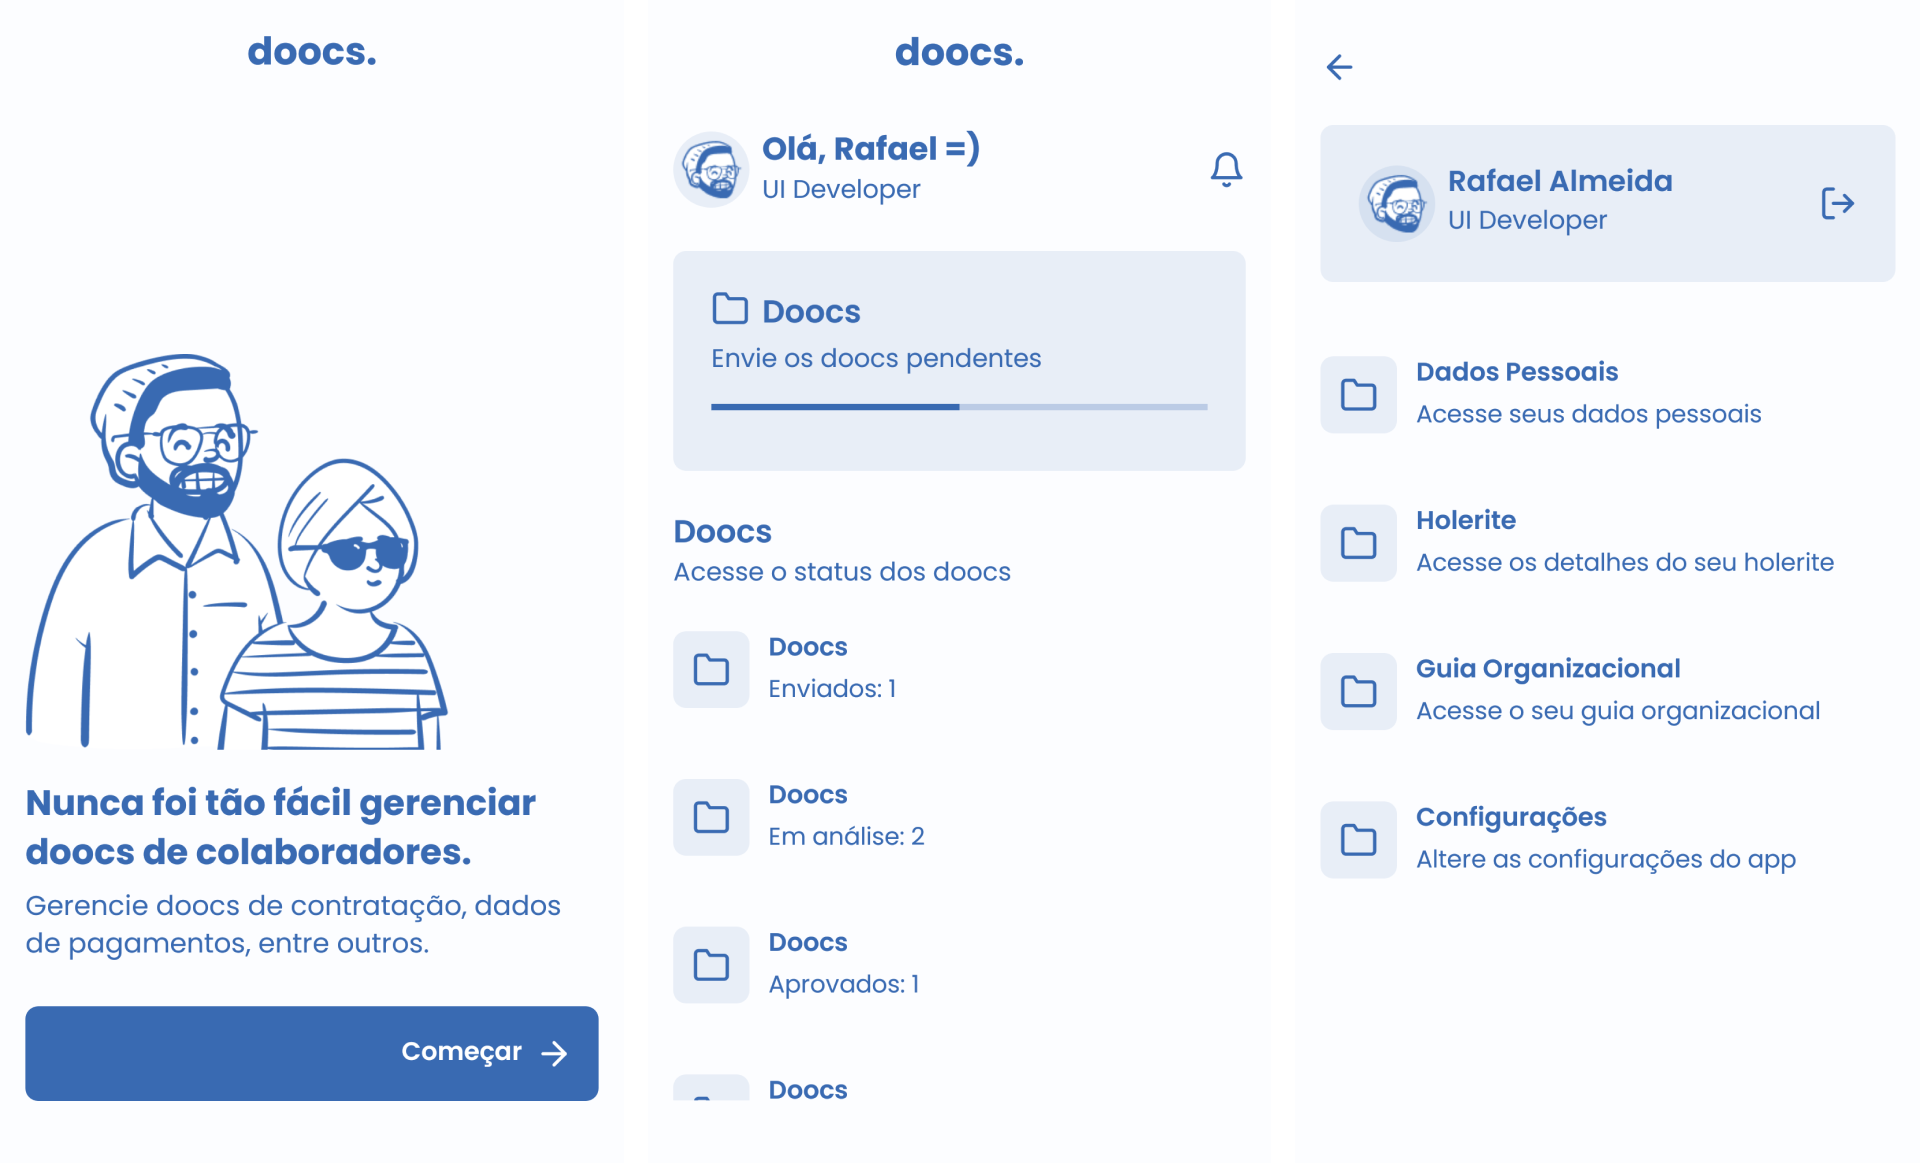 doocs.
Nunca foi tão fácil gerenciar
doocs de colaboradores.
Gerencie doocs de contratação, dados
de pagamentos, entre outros.
Começar
doocs.
Olá, Rafael =)
UI Developer
Doocs
Envie os doocs pendentes
Doocs
Acesse o status dos doocs
Doocs
Enviados: 1
Doocs
Em análise: 2
Doocs
Aprovados: 1
Doocs
Rafael Almeida
UI Developer
Dados Pessoais
Acesse seus dados pessoais
Holerite
Acesse os detalhes do seu holerite
Guia Organizacional
Acesse o seu guia organizacional
Configurações
Altere as configurações do app